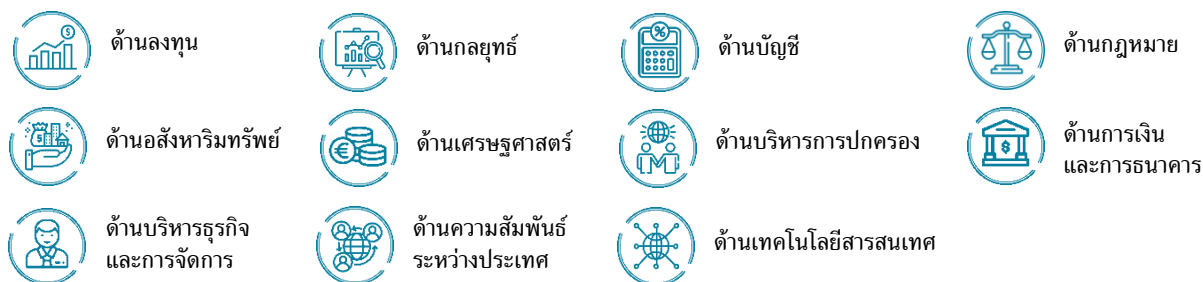 ด้านลงทุน
ด้านกลยุทธ์
ด้านบัญชี
ด้านกฎหมาย
ด้านอสังหาริมทรัพย์
ด้านเศรษฐศาสตร์
ด้านบริหารการปกครอง
ด้านการเงิน
และการธนาคาร
ด้านบริหารธุรกิจ
และการจัดการ
ด้านความสัมพันธ์
ระหว่างประเทศ
ด้านเทคโนโลยีสารสนเทศ